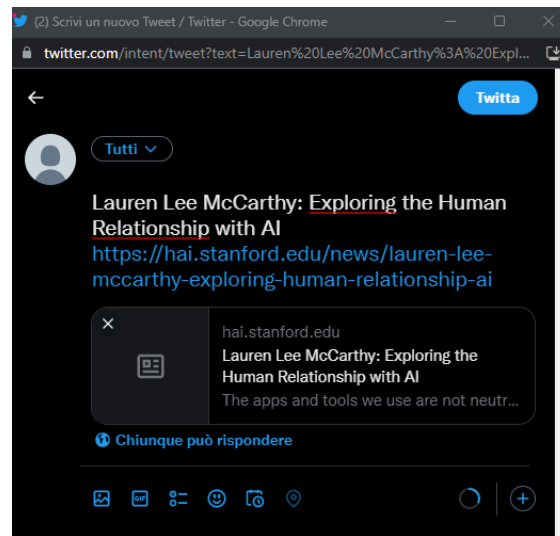 (2) Scrivi un nuovo Tweet / Twitter - Google Chrome
twitter.com/intent/tweet?text=Lauren%20Lee%20McCarthy%3A%20Expl...
Twitta
Tutti
Lauren Lee McCarthy: Exploring the Human
Relationship with AI
https://hai.stanford.edu/news/lauren-lee-
mccarthy-exploring-human-relationship-ai
hai.stanford.edu
Lauren Lee McCarthy: Exploring the
Human Relationship with AI
The apps and tools we use are not neutr...
Chiunque può rispondere
GIF